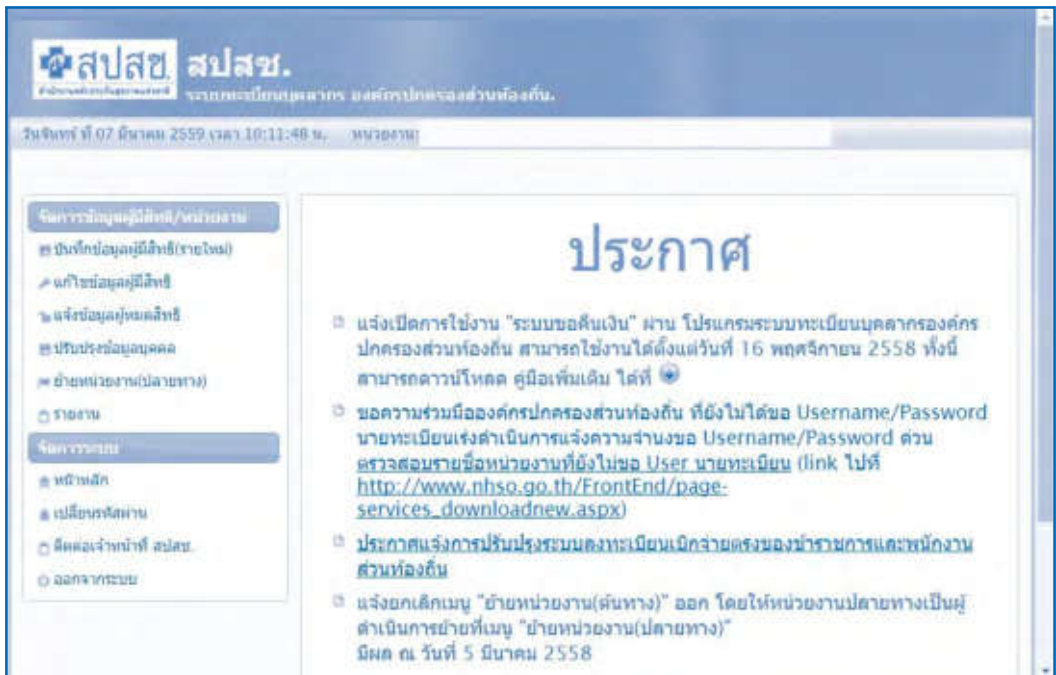 สปสช.
สำนักงานหลักประกันสุขภาพแห่งชาติ
สปสช.
ระบบทะเบียนบุคลากร องค์กรปกครองส่วนท้องถิ่น.
วันจันทร์ ที่ 07 มีนาคม 2559 เวลา 10:11:48 น. หน่วยงาน:
จัดการข้อมูลผู้มีสิทธิ/หน่วยงาน
บันทึกข้อมูลผู้มีสิทธิ(รายใหม่)
แก้ไขข้อมูลผู้มีสิทธิ
แจ้งข้อมูลผู้หมดสิทธิ
ปรับปรุงข้อมูลบุคคล
ย้ายหน่วยงาน(ปลายทาง)
รายงาน
จัดการระบบ
หน้าหลัก
เปลี่ยนรหัสผ่าน
ติดต่อเจ้าหน้าที่ สปสช.
ออกจากระบบ
ประกาศ
แจ้งเปิดการใช้งาน "ระบบขอคืนเงิน" ผ่าน โปรแกรมระบบทะเบียนบุคลากรองค์กร
ปกครองส่วนท้องถิ่น สามารถใช้งานได้ตั้งแต่วันที่ 16 พฤศจิกายน 2558 ทั้งนี้
สามารถดาวน์โหลด คู่มือเพิ่มเติม ได้ที่
ขอความร่วมมือองค์กรปกครองส่วนท้องถิ่น ที่ยังไม่ได้ขอ Username/Password
นายทะเบียนเร่งดำเนินการแจ้งความจำนงขอ Username/Password ด่วน
ตรวจสอบรายชื่อหน่วยงานที่ยังไม่ขอ User นายทะเบียน (link ไปที่
http://www.nhso.go.th/FrontEnd/page-
services_downloadnew.aspx)
ประกาศแจ้งการปรับปรุงระบบลงทะเบียนเบิกจ่ายตรงของข้าราชการและพนักงาน
ส่วนท้องถิ่น
แจ้งยกเลิกเมนู "ย้ายหน่วยงาน(ต้นทาง)" ออก โดยให้หน่วยงานปลายทางเป็นผู้
ดำเนินการย้ายที่เมนู "ย้ายหน่วยงาน(ปลายทาง)"
มีผล ณ วันที่ 5 มีนาคม 2558